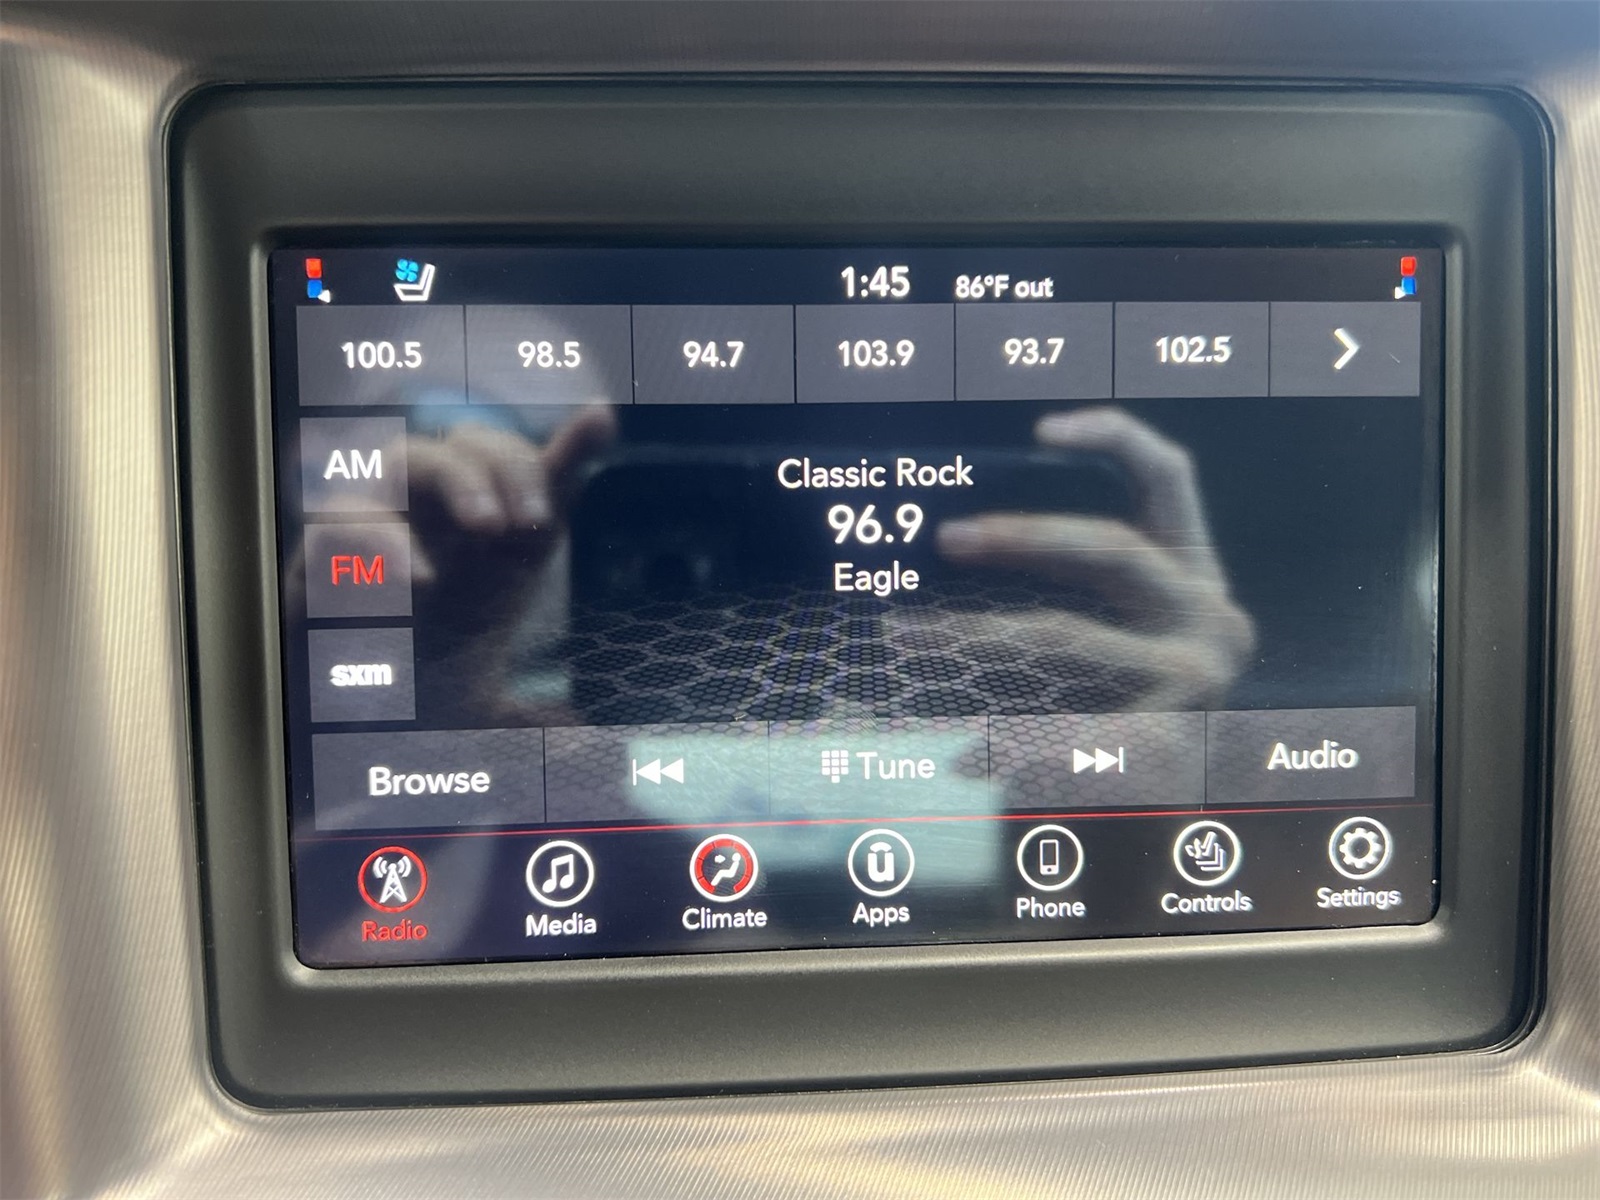 1:45 86°F out
100.5 98.5 94.7 103.9 93.7 102.5
AM
Classic Rock
96.9
FM
Eagle
sxm
Browse Tune Audio
Radio Media Climate Apps Phone Controls Settings